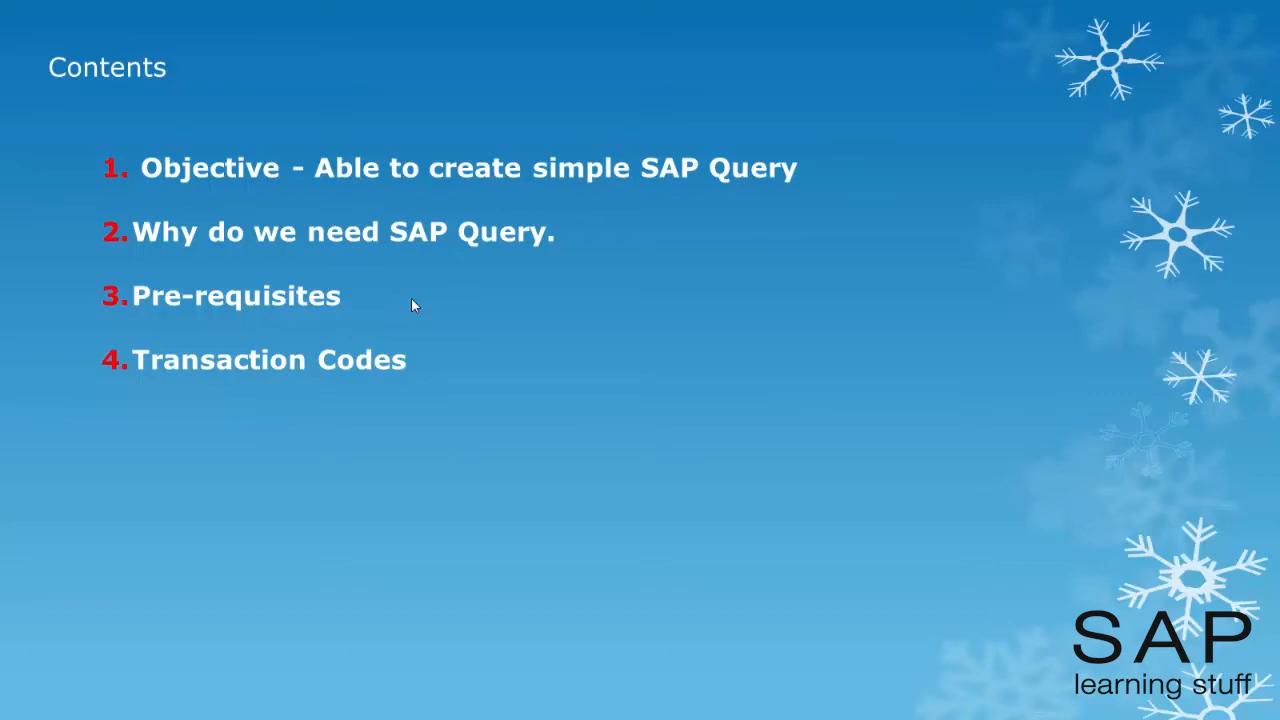 Contents
1. Objective - Able to create simple SAP Query
2. Why do we need SAP Query.
3. Pre-requisites
4. Transaction Codes
SAP
learning stuff